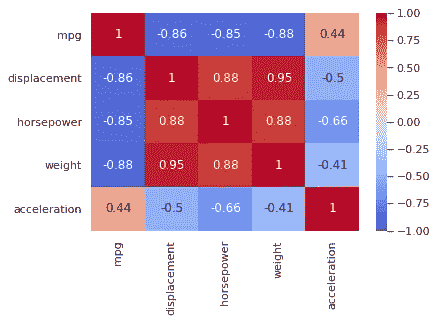 mpg 1 -0.86 -0.85 -0.88 0.44
displacement -0.86 1 0.88 0.95 -0.5
horsepower -0.85 0.88 1 0.88 -0.66
weight -0.88 0.95 0.88 1 -0.41
acceleration 0.44 -0.5 -0.66 -0.41 1
mpg displacement horsepower weight acceleration
1.00
0.75
0.50
0.25
0.00
−0.25
−0.50
−0.75
−1.00